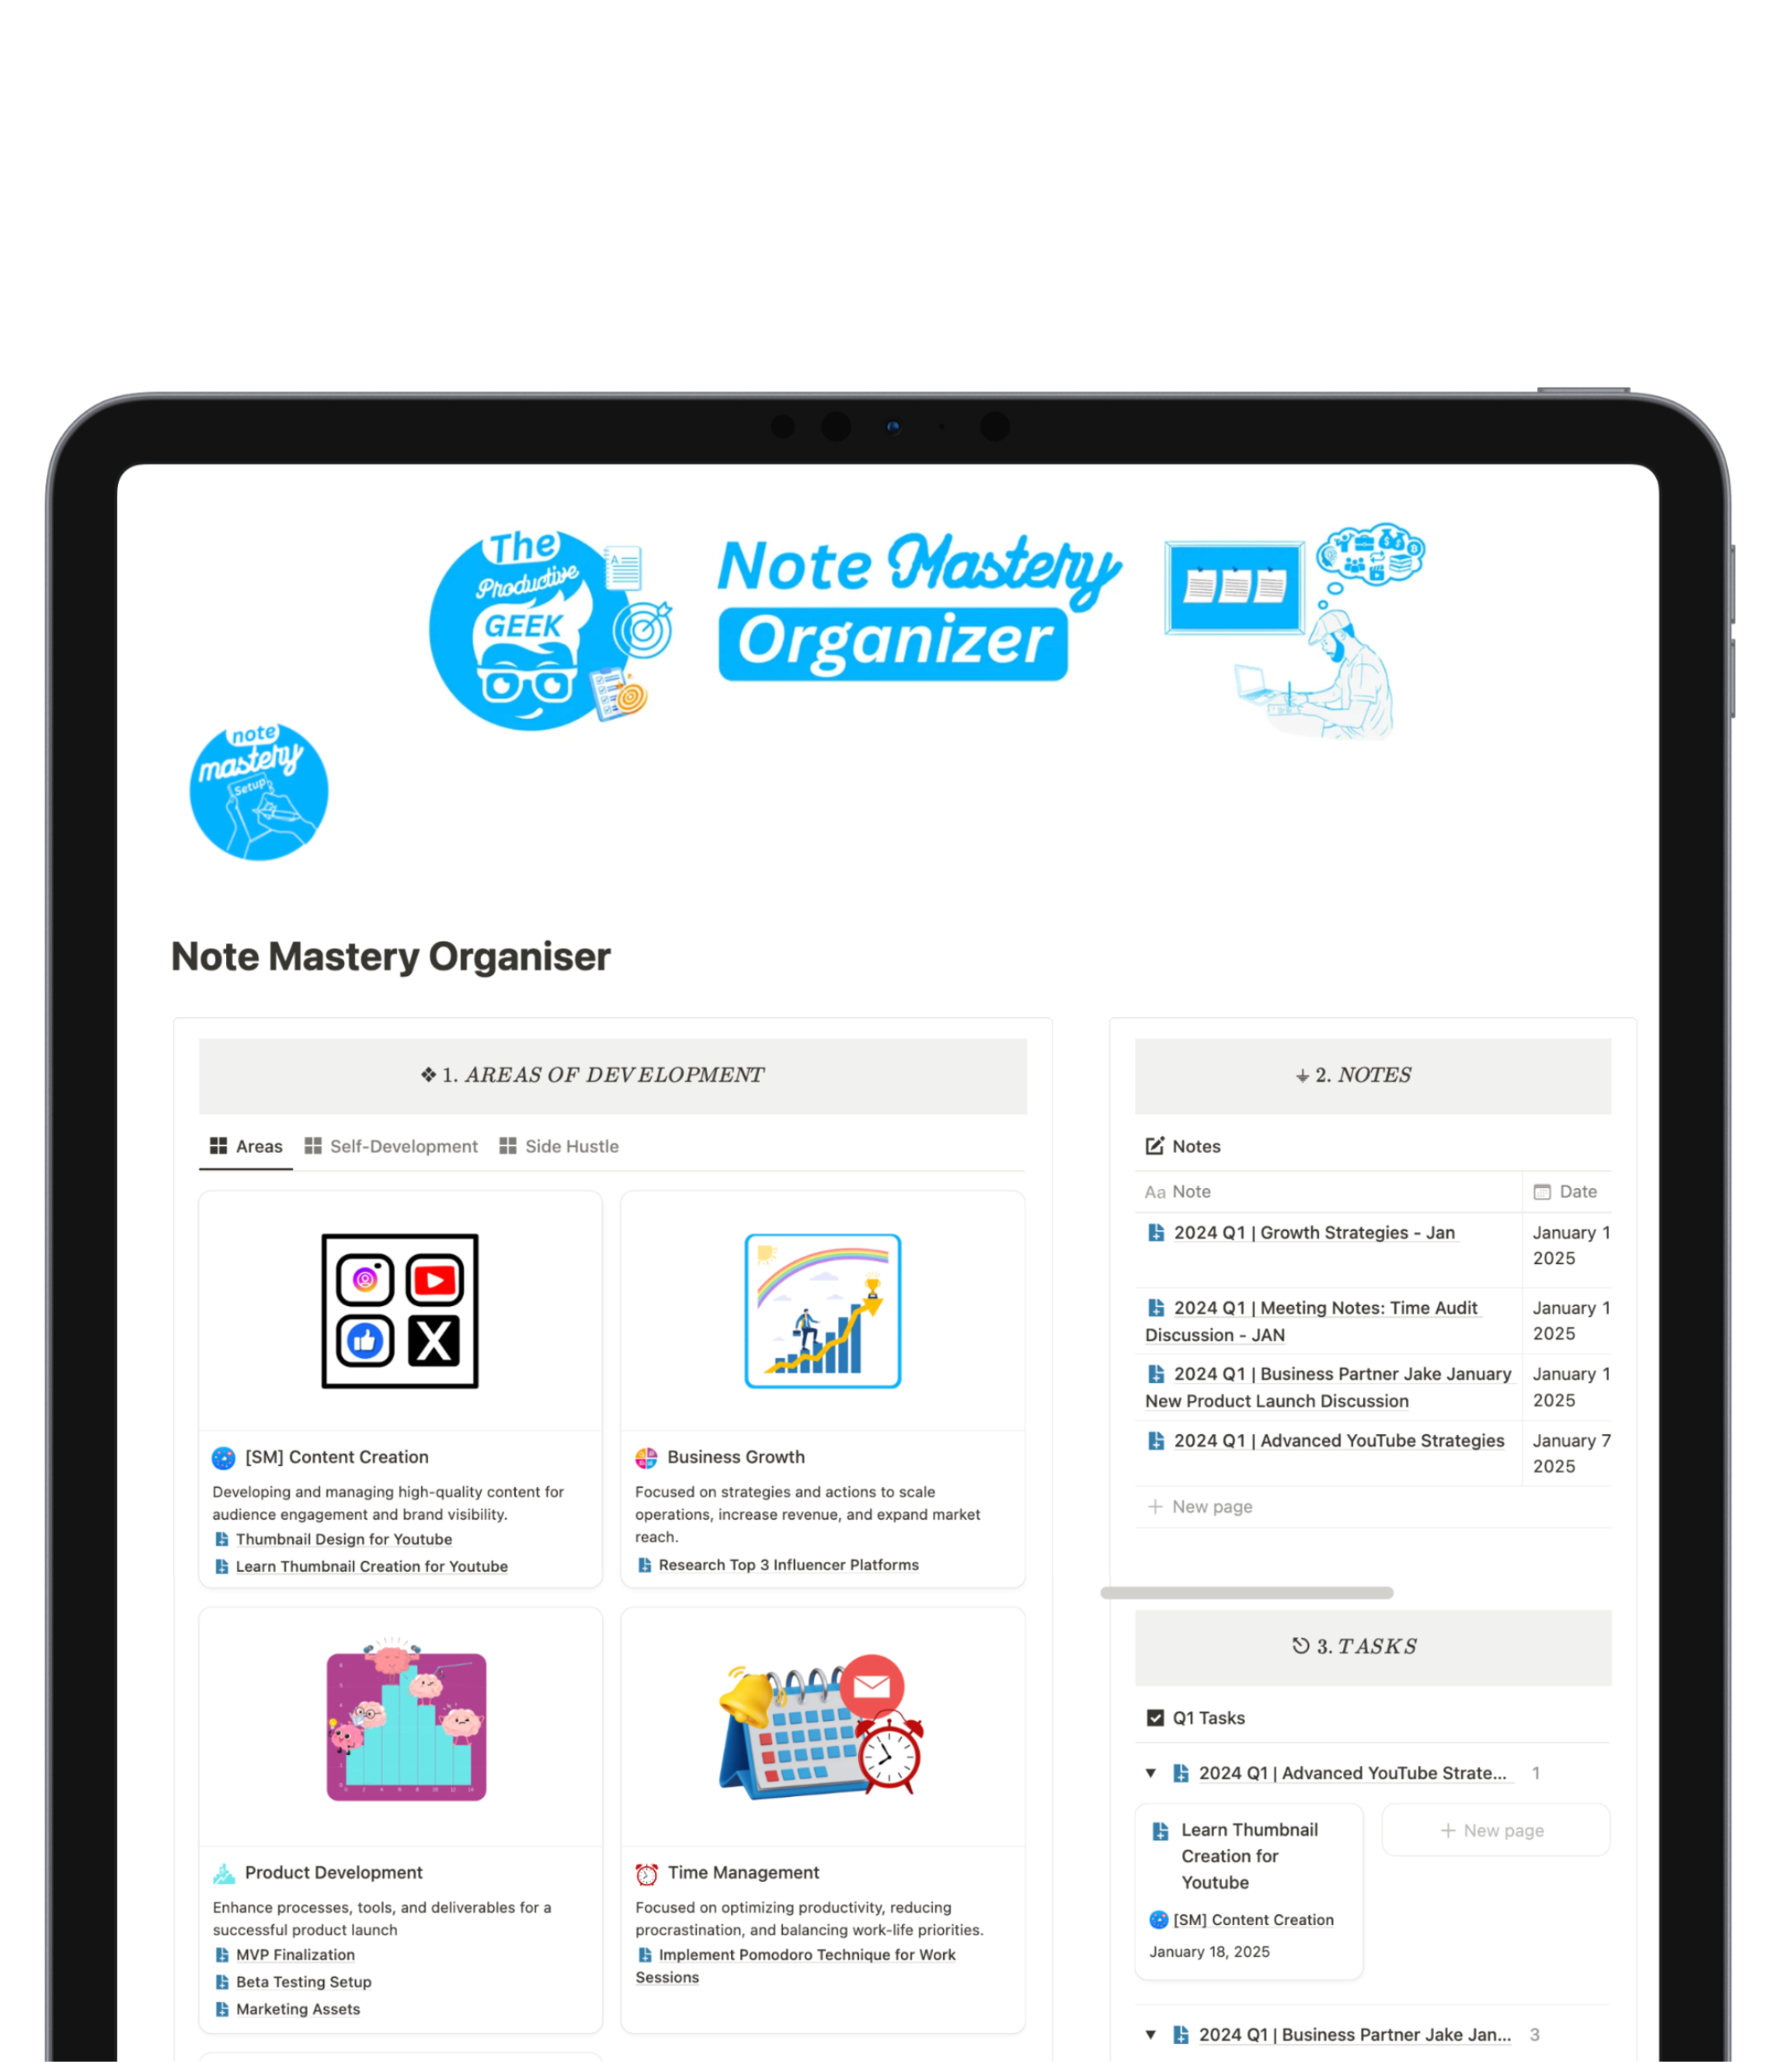 The
Productive
GEEK
A
Note Mastery
Organizer
note
mastery
Setup
Note Mastery Organiser
❖ 1. AREAS OF DEVELOPMENT
Areas
Self-Development
Side Hustle
[SM] Content Creation
Developing and managing high-quality content for
audience engagement and brand visibility.
Thumbnail Design for Youtube
Learn Thumbnail Creation for Youtube
Business Growth
Focused on strategies and actions to scale
operations, increase revenue, and expand market
reach.
Research Top 3 Influencer Platforms
Product Development
Enhance processes, tools, and deliverables for a
successful product launch
MVP Finalization
Beta Testing Setup
Marketing Assets
Time Management
Focused on optimizing productivity, reducing
procrastination, and balancing work-life priorities.
Implement Pomodoro Technique for Work
Sessions
2. NOTES
Notes
Aa Note
Date
2024 Q1 | Growth Strategies - Jan
January 1
2025
2024 Q1 | Meeting Notes: Time Audit
Discussion - JAN
January 1
2025
2024 Q1 | Business Partner Jake January
New Product Launch Discussion
January 1
2025
2024 Q1 | Advanced YouTube Strategies
January 7
2025
+ New page
3. TASKS
Q1 Tasks
2024 Q1 | Advanced YouTube Strate... 1
Learn Thumbnail
Creation for
Youtube
[SM] Content Creation
January 18, 2025
+ New page
2024 Q1 | Business Partner Jake Jan... 3